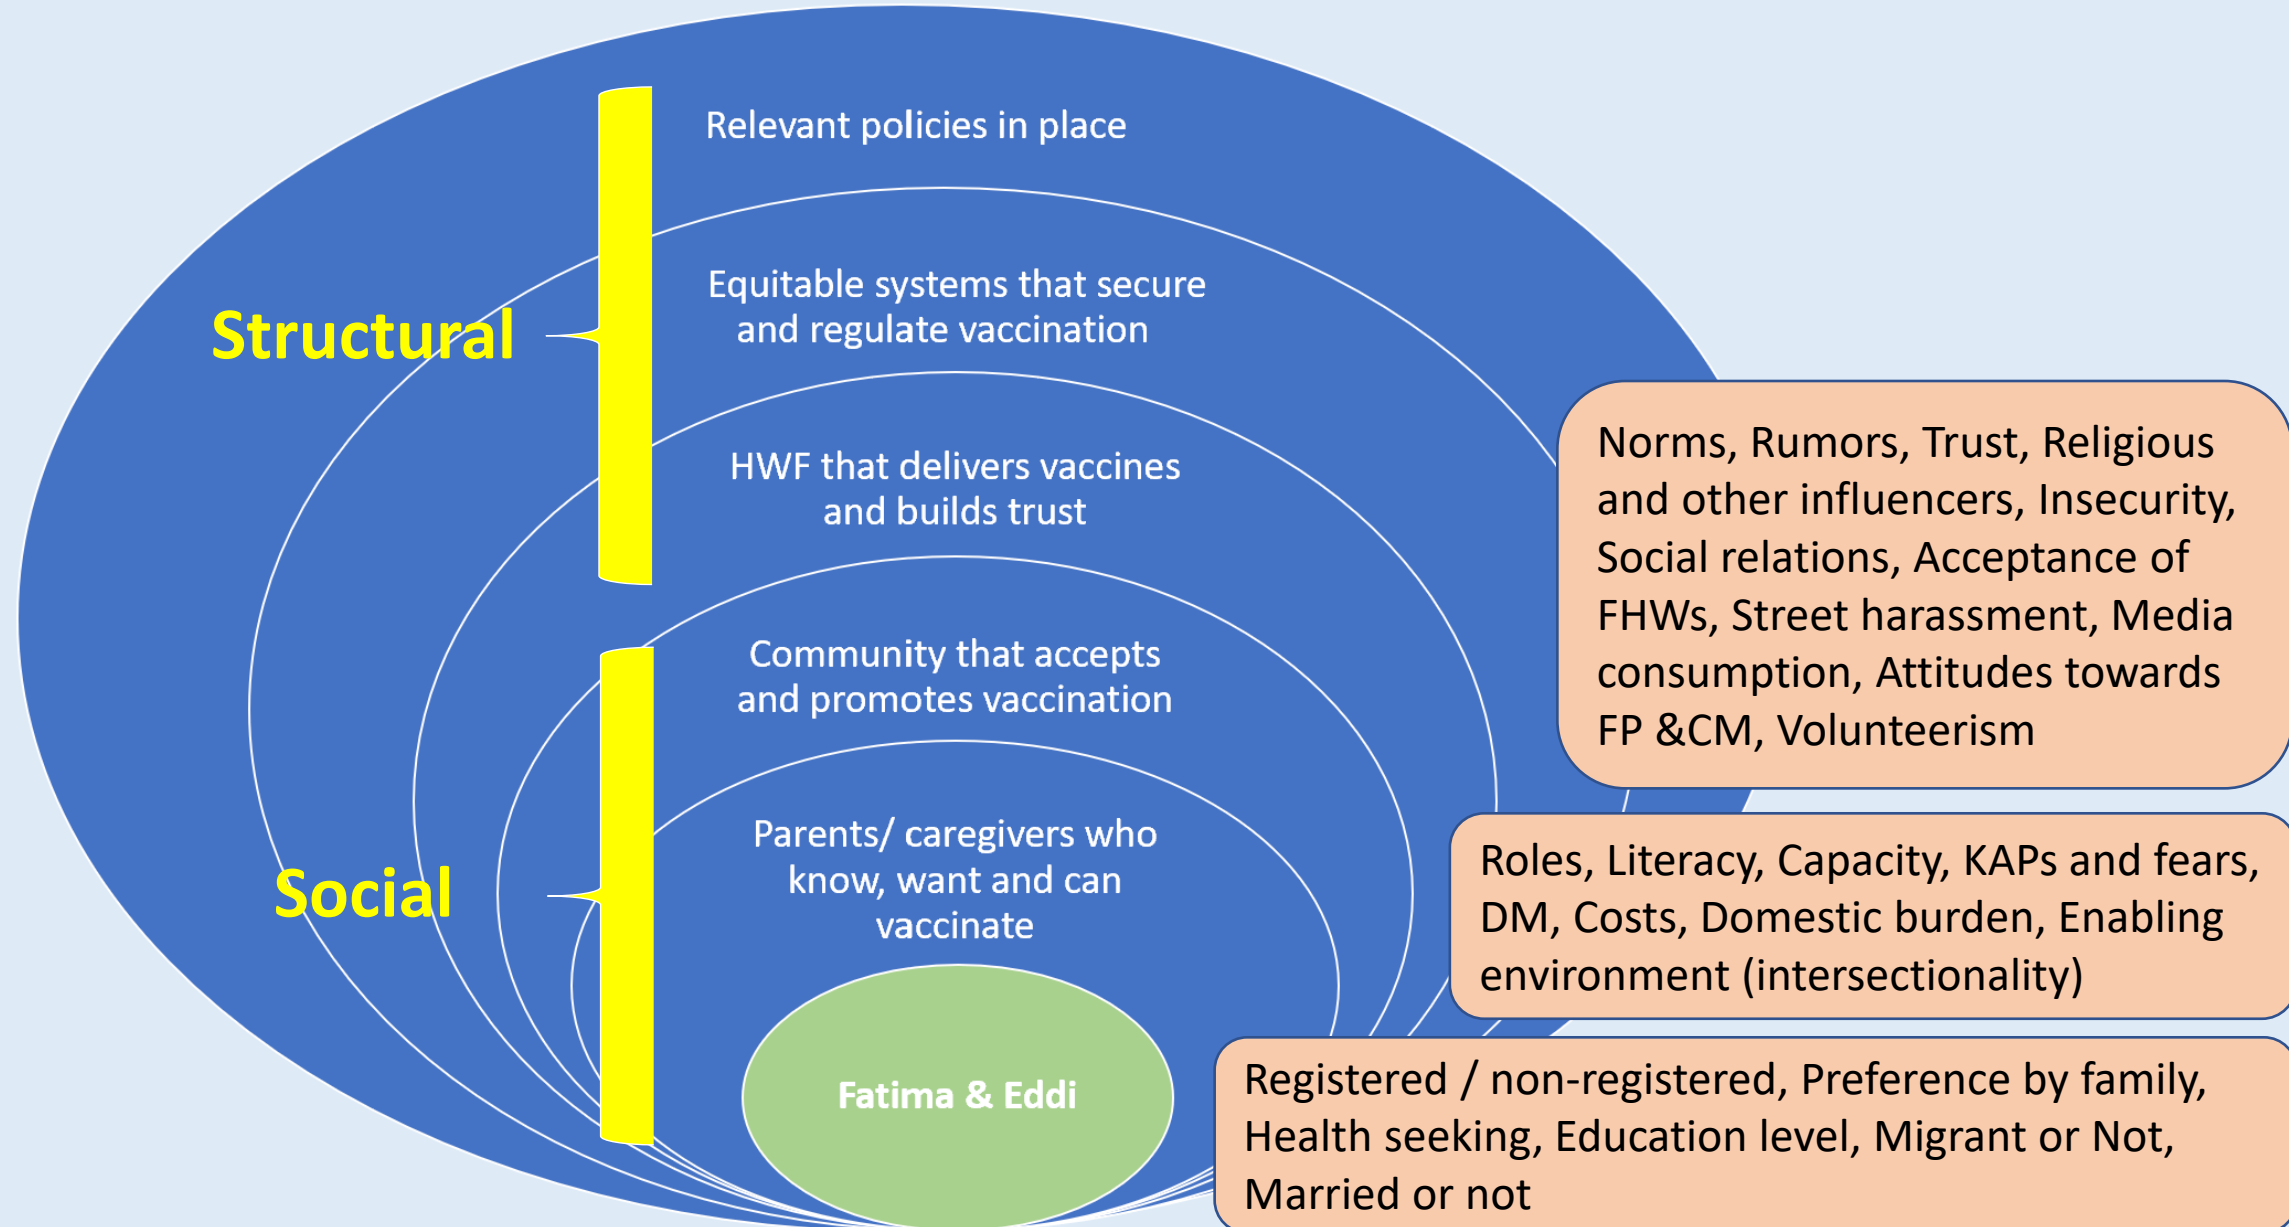 Relevant policies in place
Structural
Equitable systems that secure
and regulate vaccination
HWF that delivers vaccines
and builds trust
Social
Community that accepts
and promotes vaccination
Parents/ caregivers who
know, want and can
vaccinate
Fatima & Eddi
Norms, Rumors, Trust, Religious
and other influencers, Insecurity,
Social relations, Acceptance of
FHWs, Street harassment, Media
consumption, Attitudes towards
FP &CM, Volunteerism
Roles, Literacy, Capacity, KAPs and fears,
DM, Costs, Domestic burden, Enabling
environment (intersectionality)
Registered / non-registered, Preference by family,
Health seeking, Education level, Migrant or Not,
Married or not